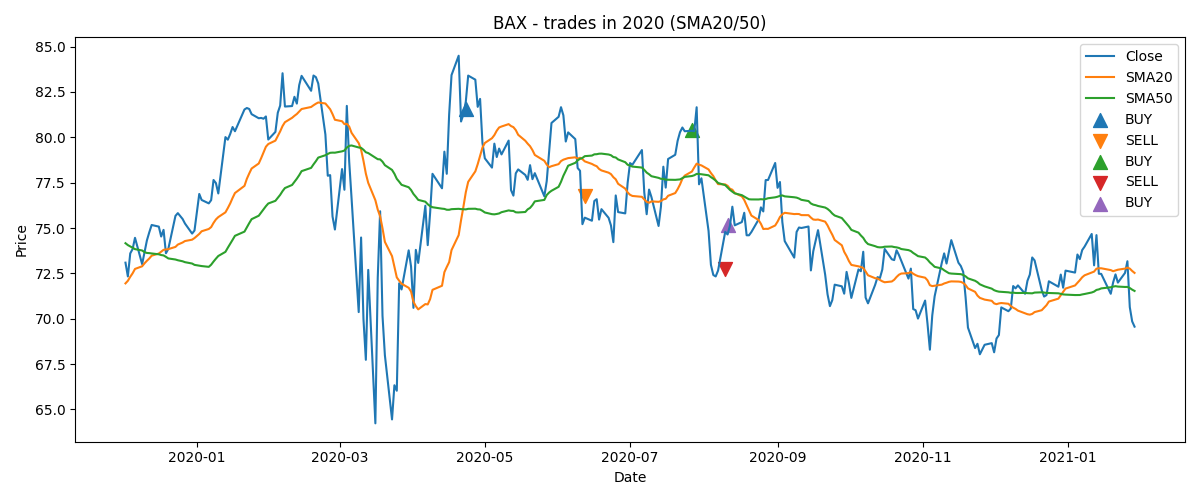 BAX - trades in 2020 (SMA20/50)
Price
85.0
82.5
80.0
77.5
75.0
72.5
70.0
67.5
65.0
Close
SMA20
SMA50
BUY
SELL
BUY
SELL
BUY
2020-01 2020-03 2020-05 2020-07 2020-09 2020-11 2021-01
Date